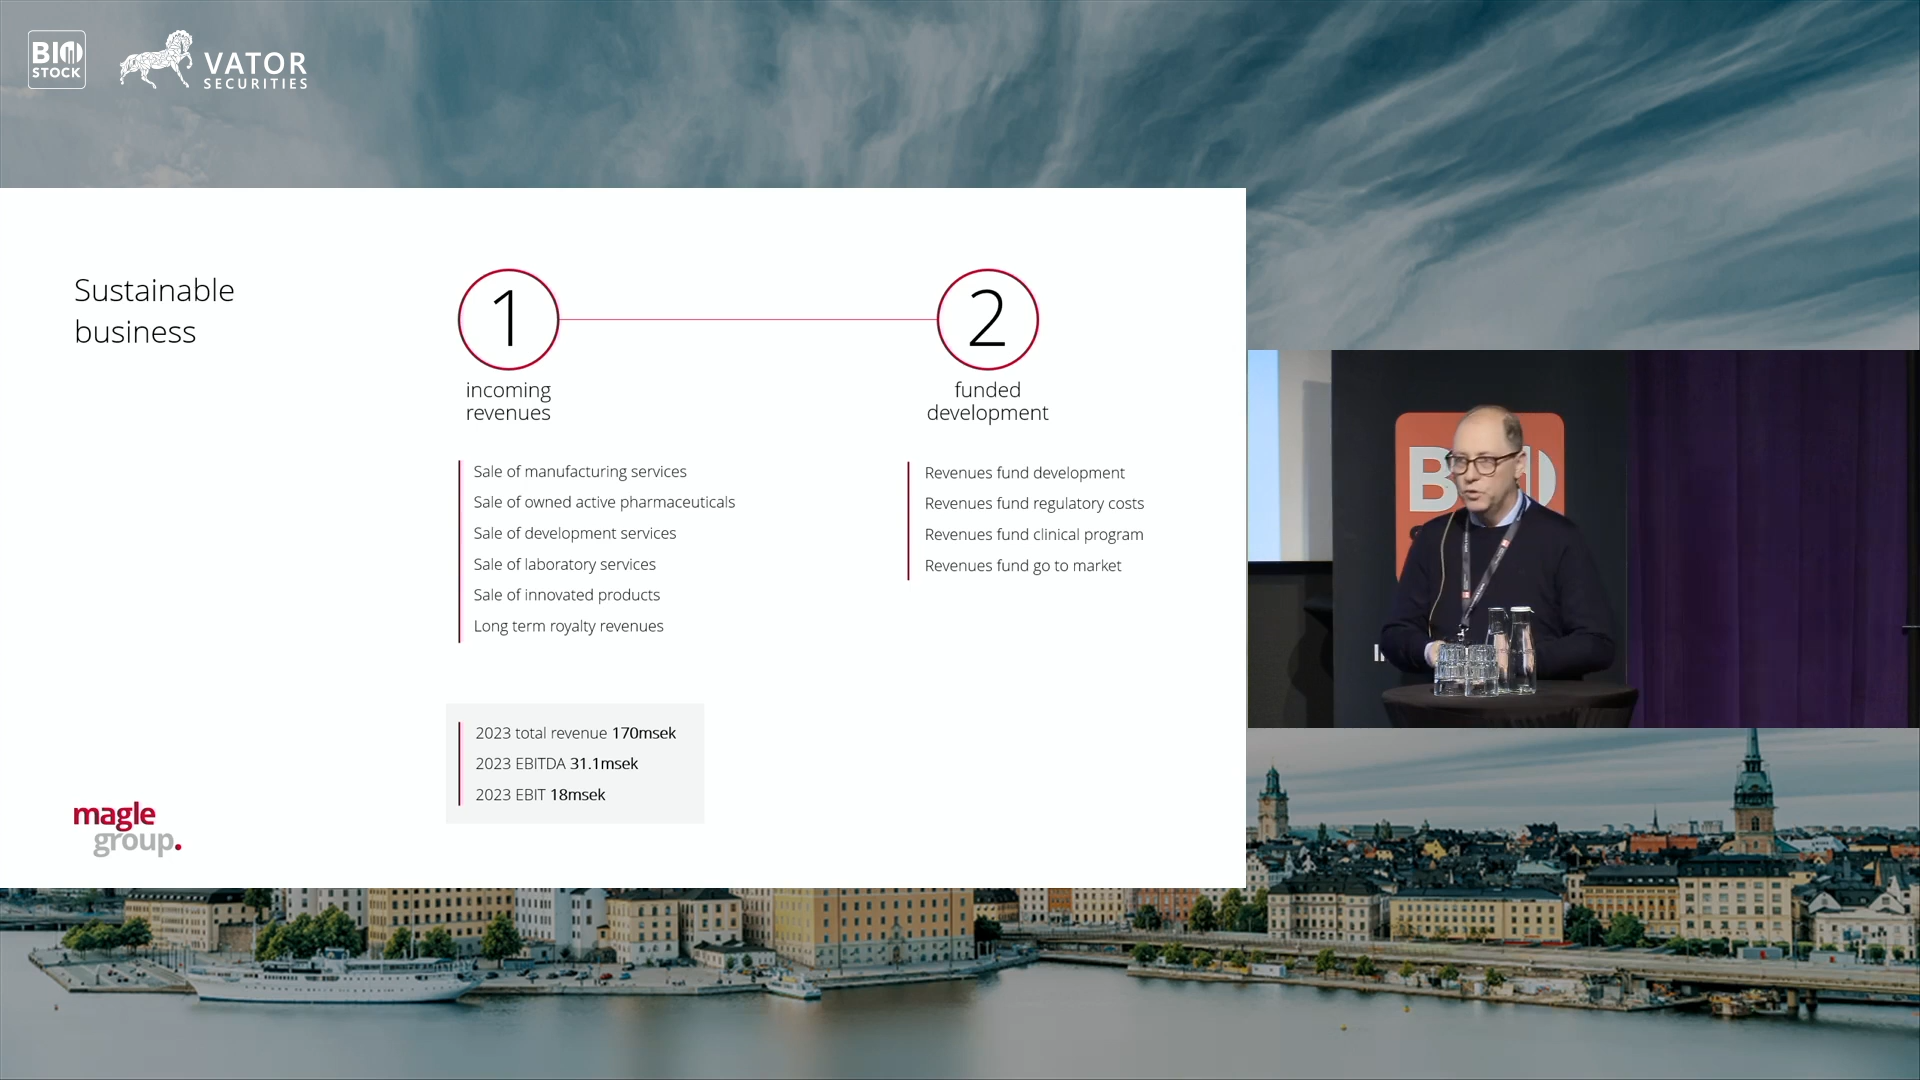 BIO
STOCK
VATOR
SECURITIES
Sustainable
business
1
2
incoming
revenues
funded
development
Sale of manufacturing services
Sale of owned active pharmaceuticals
Sale of development services
Sale of laboratory services
Sale of innovated products
Long term royalty revenues
Revenues fund development
Revenues fund regulatory costs
Revenues fund clinical program
Revenues fund go to market
2023 total revenue 170msek
2023 EBITDA 31.1msek
2023 EBIT 18msek
magle
group.